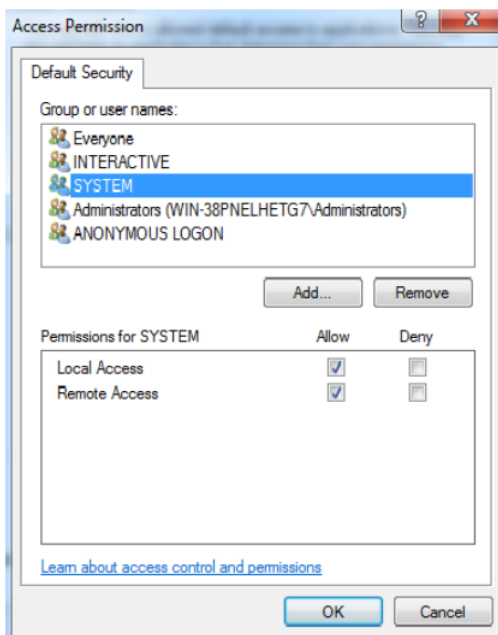 Access Permission
Default Security
Group or user names:
Everyone
INTERACTIVE
SYSTEM
Administrators (WIN-38PNELHETG7\Administrators)
ANONYMOUS LOGON
Add... Remove
Permissions for SYSTEM Allow Deny
Local Access
Remote Access
Learn about access control and permissions
OK Cancel